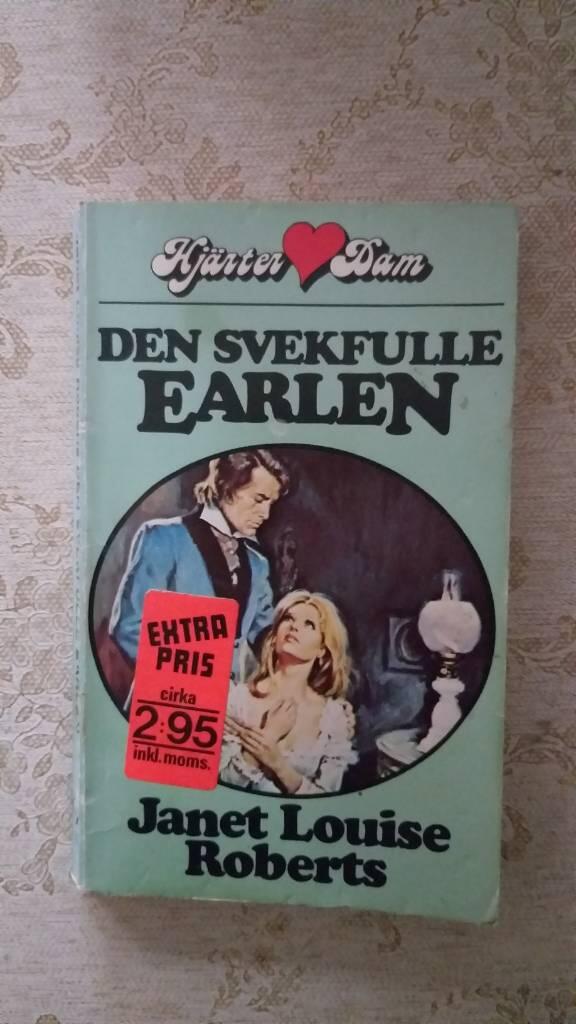 Hjärter Dam
DEN SVEKFULLE
EARLEN
EXTRA
PRIS
cirka
2:95
inkl. moms.
Janet Louise
Roberts